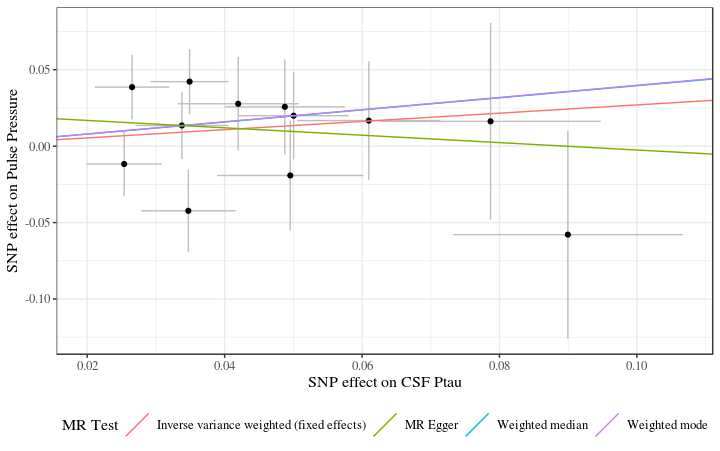 SNP effect on Pulse Pressure
0.05
0.00
-0.05
-0.10
0.02 0.04 0.06 0.08 0.10
SNP effect on CSF Ptau
MR Test Inverse variance weighted (fixed effects) MR Egger Weighted median Weighted mode